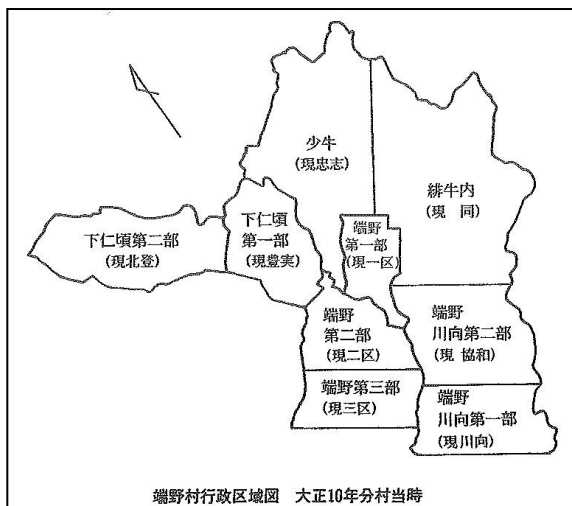 少牛
(現忠志)
緋牛内
(現 同)
下仁頃第二部
(現北登)
下仁頃
第一部
(現豊実)
端野
第一部
(現一区)
端野
第二部
(現二区)
端野
川向第二部
(現 協和)
端野第三部
(現三区)
端野
川向第一部
(現川向)
端野村行政区域図 大正10年分村当時